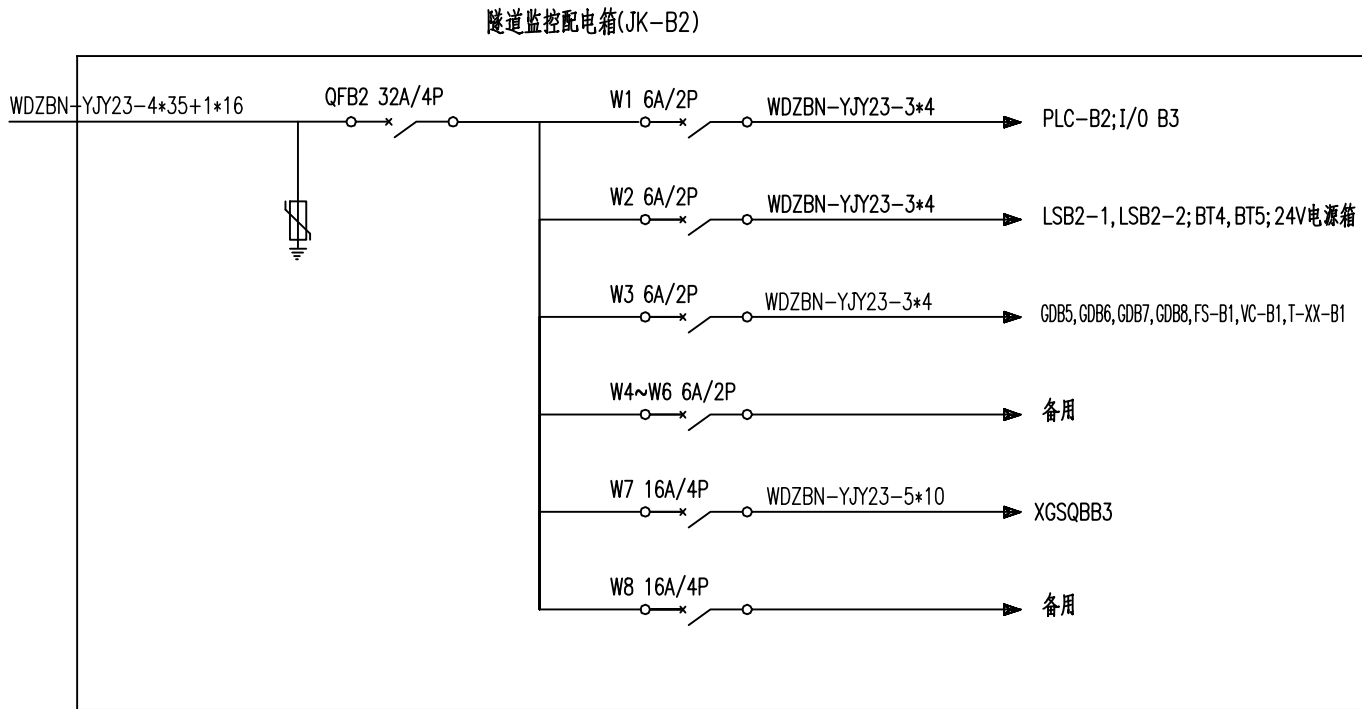 隧道监控配电箱(JK-B2)
WDZBN-YJY23-4*35+1*16
QFB2 32A/4P
W1 6A/2P
WDZBN-YJY23-3*4
PLC-B2;I/O B3
W2 6A/2P
WDZBN-YJY23-3*4
LSB2-1,LSB2-2;BT4,BT5;24V电源箱
W3 6A/2P
WDZBN-YJY23-3*4
GDB5,GDB6,GDB7,GDB8,FS-B1,VC-B1,T-XX-B1
W4~W6 6A/2P
备用
W7 16A/4P
WDZBN-YJY23-5*10
XGSQBB3
W8 16A/4P
备用